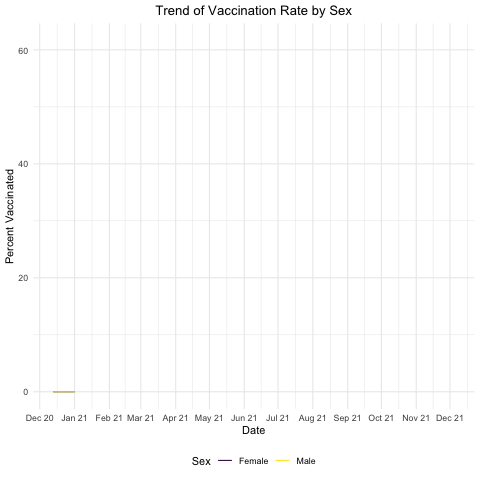 Trend of Vaccination Rate by Sex
Percent Vaccinated
60
40
20
0
Dec 20 Jan 21 Feb 21 Mar 21 Apr 21 May 21 Jun 21 Jul 21 Aug 21 Sep 21 Oct 21 Nov 21 Dec 21
Date
Sex Female Male